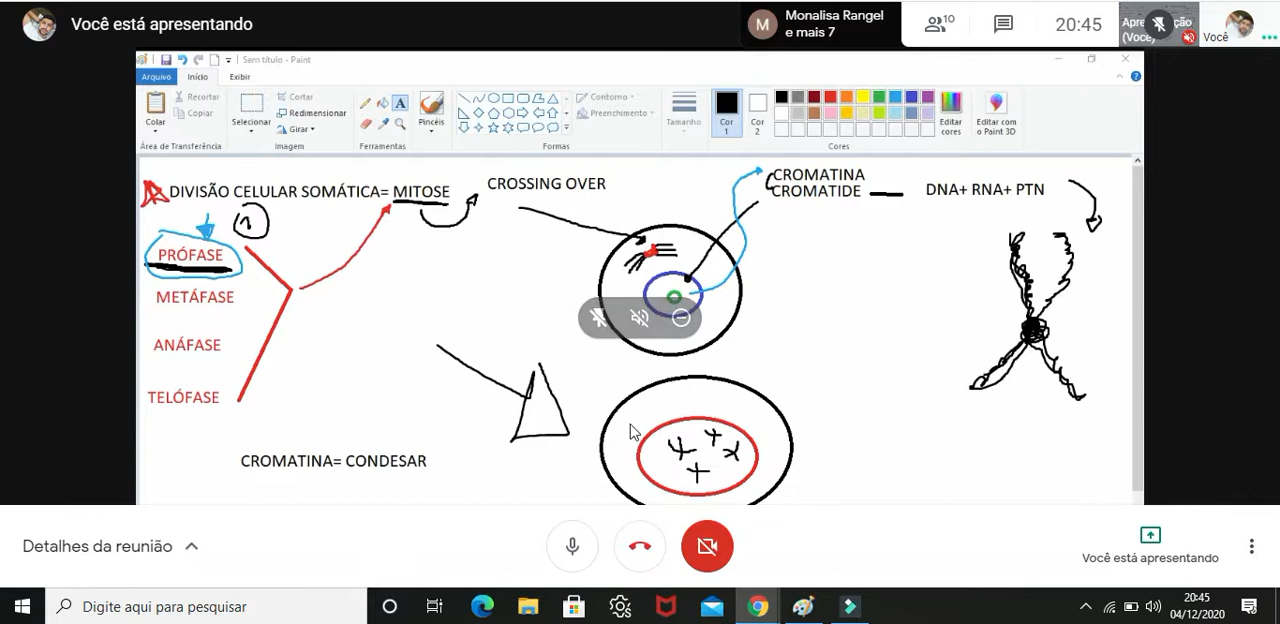 Você está apresentando
M
Monalisa Rangel
e mais 7
10
20:45
(Você)
Você
Sem título - Paint
Arquivo
Início
Exibir
Colar
Recortar
Copiar
Área de Transferência
Selecionar
Cortar
Redimensionar
Girar
Imagem
A
Ferramentas
Pincéis
Contorno
Preenchimento
Formas
Tamanho
Cor
1
Cor
2
Editar
cores
Editar com
o Paint 3D
Cores
DIVISÃO CELULAR SOMÁTICA= MITOSE
CROSSING OVER
CROMATINA
CROMATIDE
DNA+ RNA+ PTN
1
PRÓFASE
METÁFASE
ANÁFASE
TELÓFASE
CROMATINA= CONDESAR
Detalhes da reunião
Você está apresentando
Digite aqui para pesquisar
20:45
04/12/2020